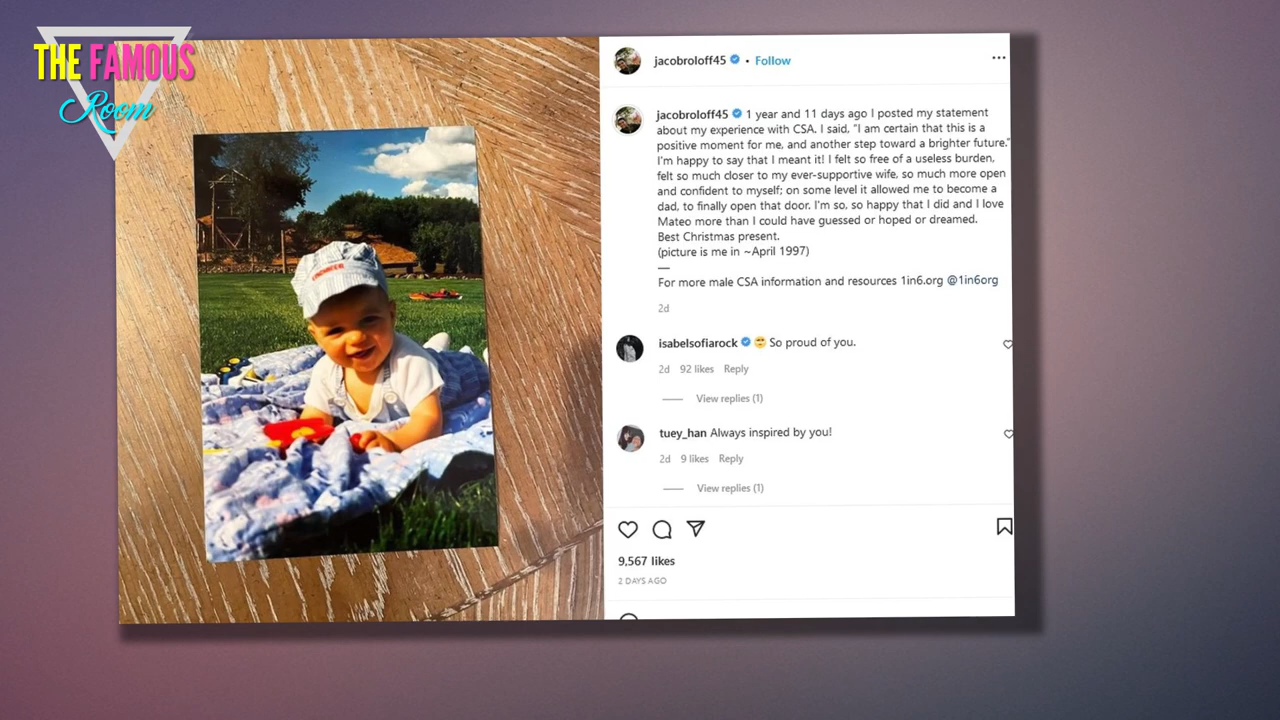 THE FAMOUS
Room
jacobroloff45 • Follow
jacobroloff45 1 year and 11 days ago I posted my statement
about my experience with CSA. I said, "I am certain that this is a
positive moment for me, and another step toward a brighter future."
I'm happy to say that I meant it! I felt so free of a useless burden,
felt so much closer to my ever-supportive wife, so much more open
and confident to myself; on some level it allowed me to become a
dad, to finally open that door. I'm so, so happy that I did and I love
Mateo more than I could have guessed or hoped or dreamed.
Best Christmas present.
(picture is me in ~April 1997)
—
For more male CSA information and resources 1in6.org @1in6org
2d
isabelsofiarock 😊 So proud of you.
2d 92 likes Reply
View replies (1)
tuey_han Always inspired by you!
2d 9 likes Reply
View replies (1)
9,567 likes
2 DAYS AGO